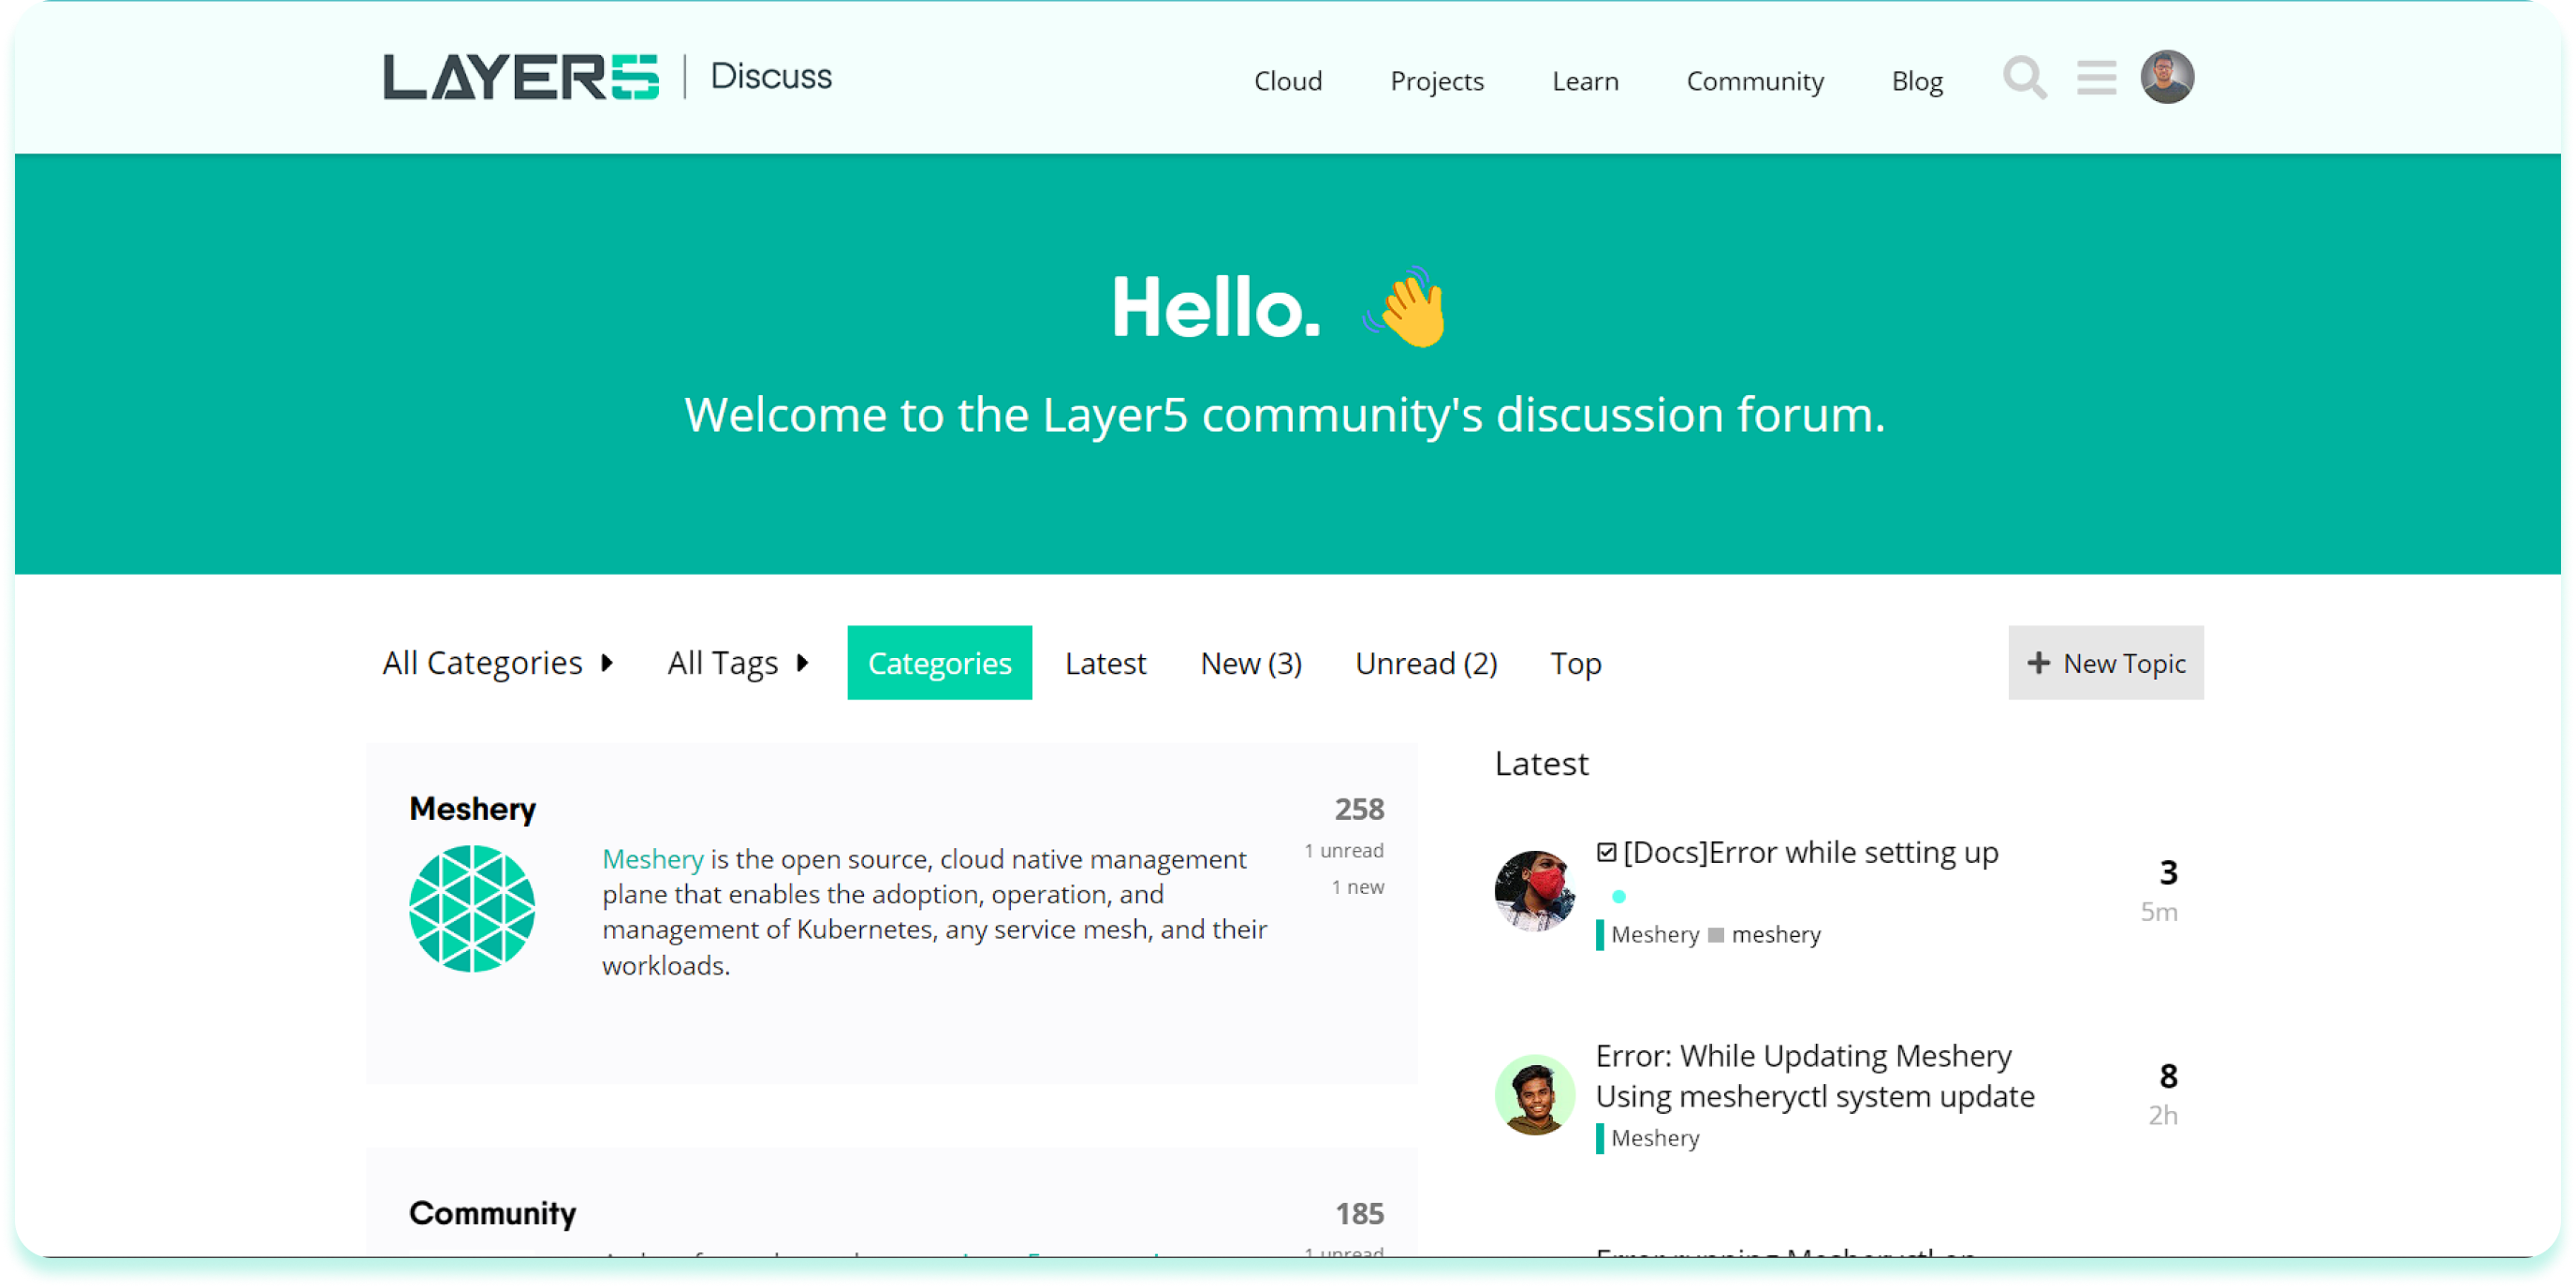 LAYER5 | Discuss
Cloud Projects Learn Community Blog
Hello. 👋
Welcome to the Layer5 community's discussion forum.
All Categories All Tags Categories Latest New (3) Unread (2) Top + New Topic
Meshery 258
Meshery is the open source, cloud native management
plane that enables the adoption, operation, and
management of Kubernetes, any service mesh, and their
workloads.
1 unread
1 new
Community 185
1 unread
Latest
[Docs]Error while setting up
3
5m
Meshery meshery
Error: While Updating Meshery
Using mesheryctl system update
8
2h
Meshery